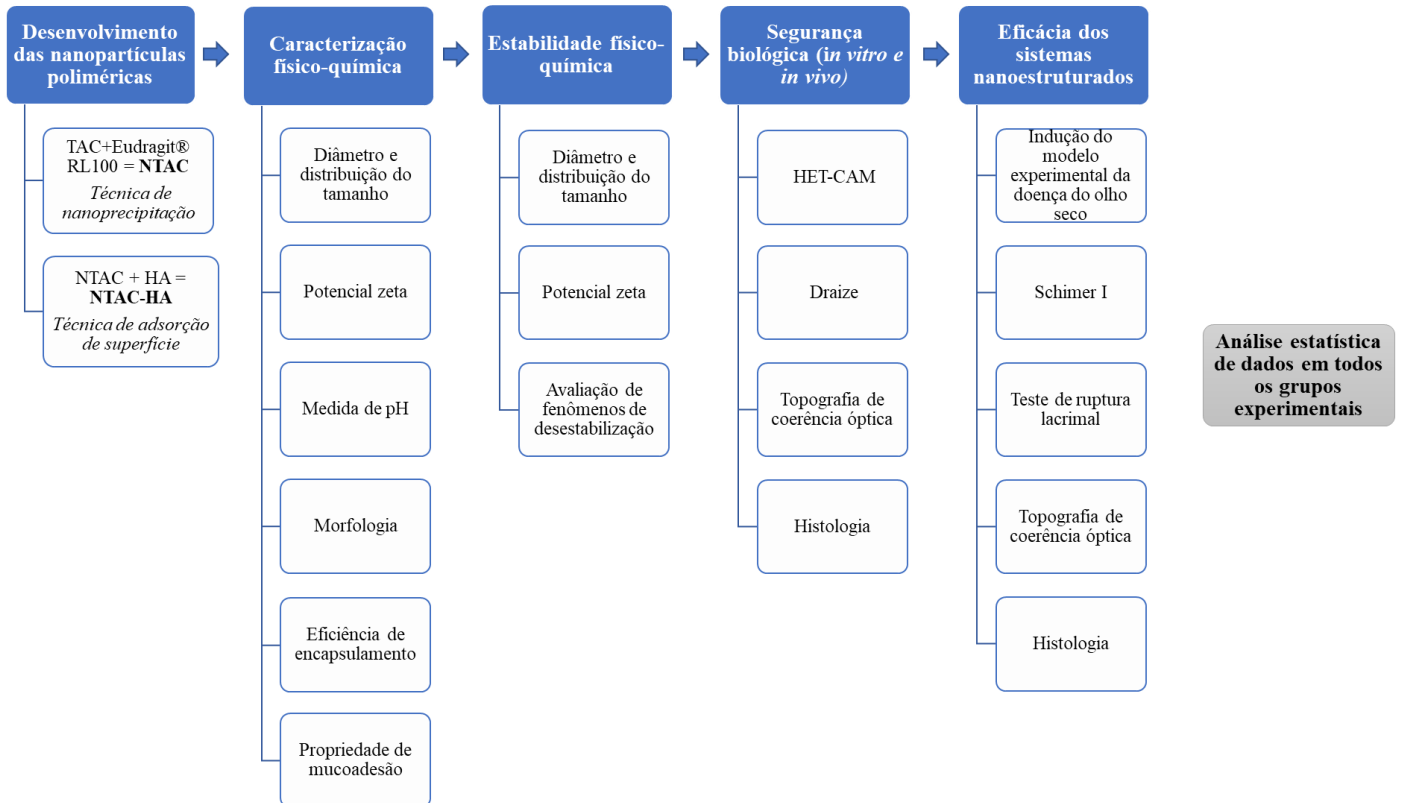 Desenvolvimento
das nanopartículas
poliméricas
TAC+Eudragit®
RL100 = NTAC
Técnica de
nanoprecipitação
NTAC + HA =
NTAC-HA
Técnica de adsorção
de superfície
Caracterização
físico-química
Diâmetro e
distribuição do
tamanho
Potencial zeta
Medida de pH
Morfologia
Eficiência de
encapsulamento
Propriedade de
mucoadesão
Estabilidade físico-
química
Diâmetro e
distribuição do
tamanho
Potencial zeta
Avaliação de
fenômenos de
desestabilização
Segurança
biológica (in vitro e
in vivo)
HET-CAM
Draize
Topografia de
coerência óptica
Histologia
Eficácia dos
sistemas
nanoestruturados
Indução do
modelo
experimental da
doença do olho
seco
Schimer I
Teste de ruptura
lacrimal
Topografia de
coerência óptica
Histologia
Análise estatística
de dados em todos
os grupos
experimentais